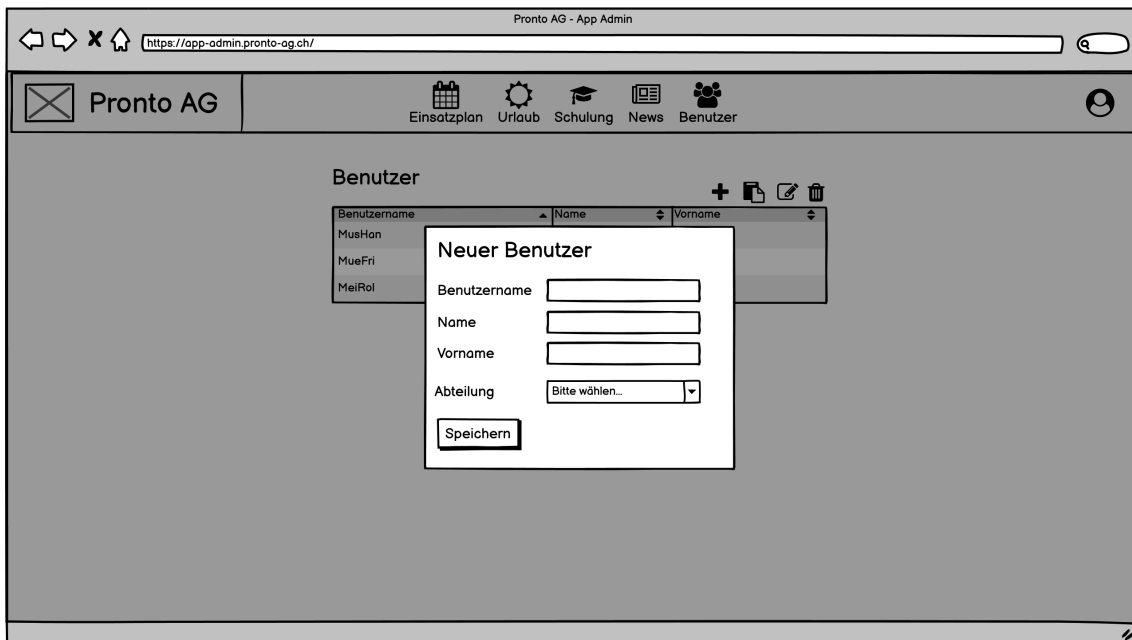 Pronto AG - App Admin
https://app-admin.pronto-ag.ch/
Pronto AG
Einsatzplan Urlaub Schulung News Benutzer
Benutzer
Benutzername Name Vorname
MusHan
MueFri
MeiRol
Neuer Benutzer
Benutzername
Name
Vorname
Abteilung Bitte wählen...
Speichern